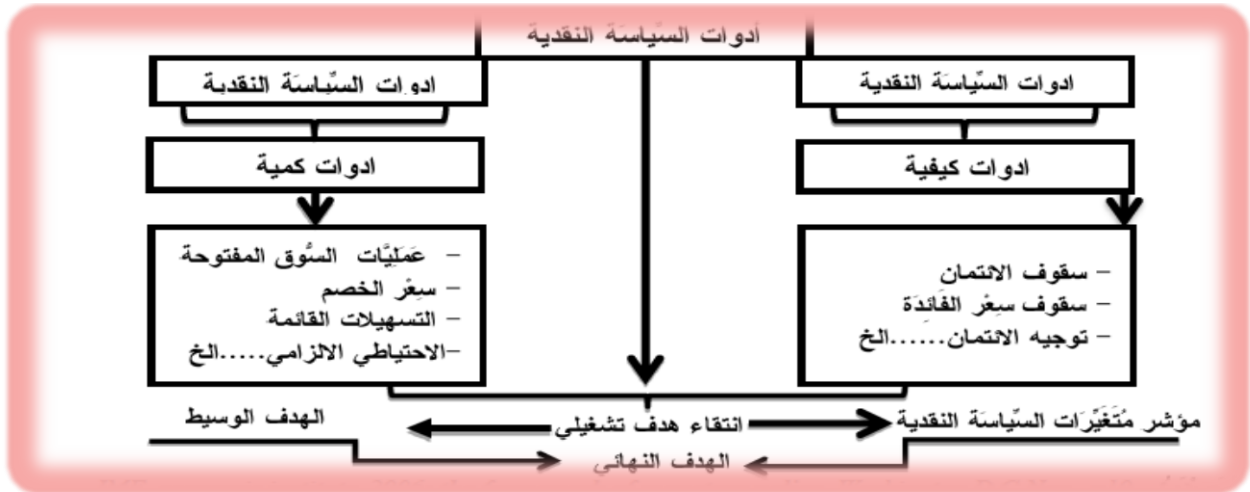 أدوات السِّياسَة النقدية
ادوات السِّياسَة النقدية
ادوات السِّياسَة النقدية
ادوات كيفية
ادوات كمية
– سقوف الائتمان
– سقوف سِعْر الفَائِدَة
– توجيه الائتمان......الخ
– عَمَلِيَّات السُّوق المفتوحة
– سِعْر الخصم
– التسهيلات القائمة
–الاحتياطي الالزامي.....الخ
مؤشر مُتَغَيِّرَات السِّياسَة النقدية
انتقاء هدف تشغيلي
الهدف الوسيط
الهدف النهائي